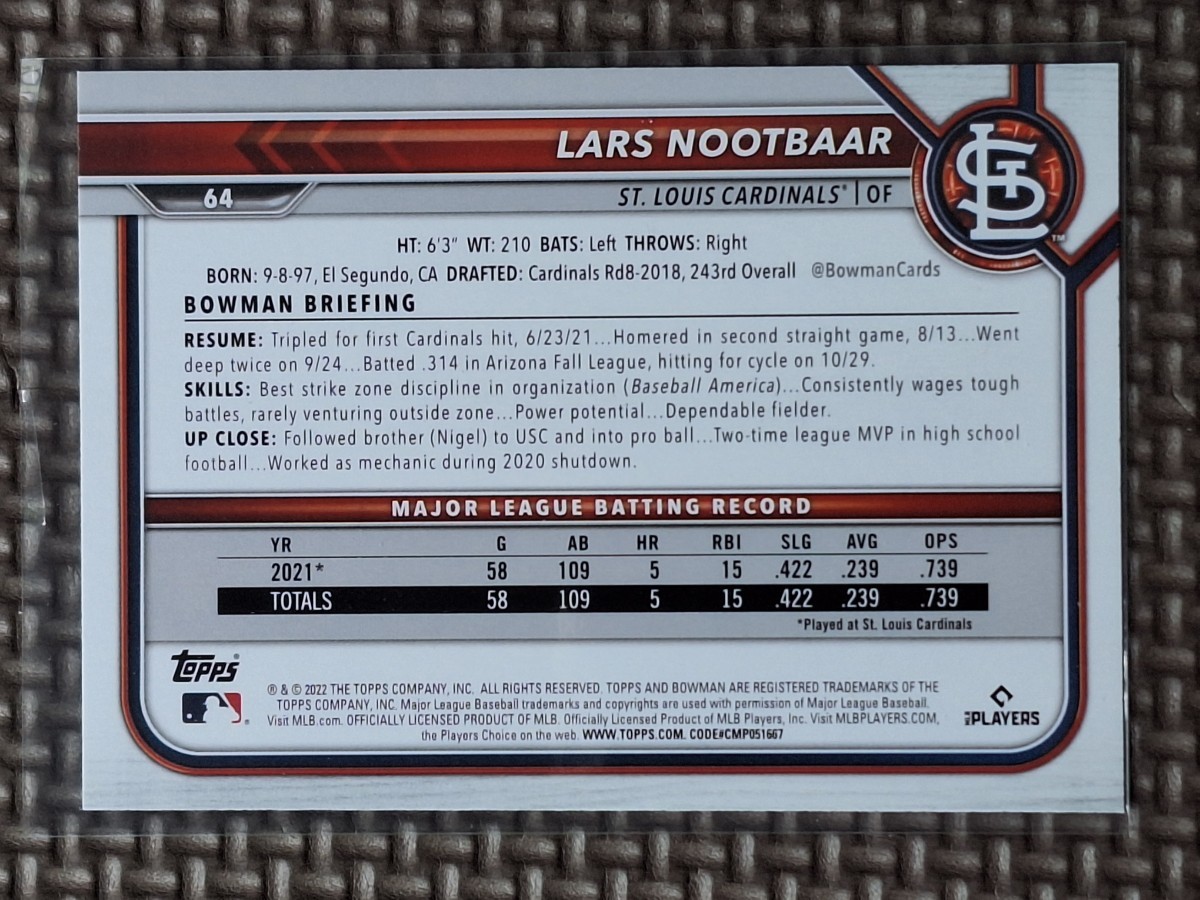 LARS NOOTBAAR
64
ST. LOUIS CARDINALS® | OF
STL
™
HT: 6'3" WT: 210 BATS: Left THROWS: Right
BORN: 9-8-97, El Segundo, CA DRAFTED: Cardinals Rd8-2018, 243rd Overall @BowmanCards
BOWMAN BRIEFING
RESUME: Tripled for first Cardinals hit, 6/23/21...Homered in second straight game, 8/13...Went
deep twice on 9/24...Batted .314 in Arizona Fall League, hitting for cycle on 10/29.
SKILLS: Best strike zone discipline in organization (Baseball America)...Consistently wages tough
battles, rarely venturing outside zone...Power potential...Dependable fielder.
UP CLOSE: Followed brother (Nigel) to USC and into pro ball...Two-time league MVP in high school
football...Worked as mechanic during 2020 shutdown.
MAJOR LEAGUE BATTING RECORD
YR G AB HR RBI SLG AVG OPS
2021* 58 109 5 15 .422 .239 .739
TOTALS 58 109 5 15 .422 .239 .739
*Played at St. Louis Cardinals
Topps®
® & © 2022 THE TOPPS COMPANY, INC. ALL RIGHTS RESERVED. TOPPS AND BOWMAN ARE REGISTERED TRADEMARKS OF THE
TOPPS COMPANY, INC. Major League Baseball trademarks and copyrights are used with permission of Major League Baseball.
Visit MLB.com. OFFICIALLY LICENSED PRODUCT OF MLB. Officially Licensed Product of MLB Players, Inc. Visit MLBPLAYERS.COM,
the Players Choice on the web. WWW.TOPPS.COM. CODE#CMP051667
MLB PLAYERS